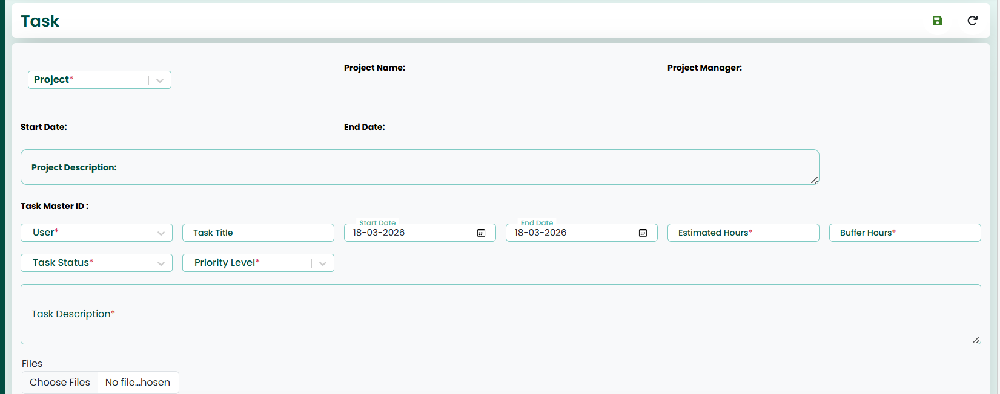 Task
Project*
Project Name:
Project Manager:
Start Date:
End Date:
Project Description:
Task Master ID :
User*
Task Title
Start Date
18-03-2026
End Date
18-03-2026
Estimated Hours*
Buffer Hours*
Task Status*
Priority Level*
Task Description*
Files
Choose Files No file...hosen